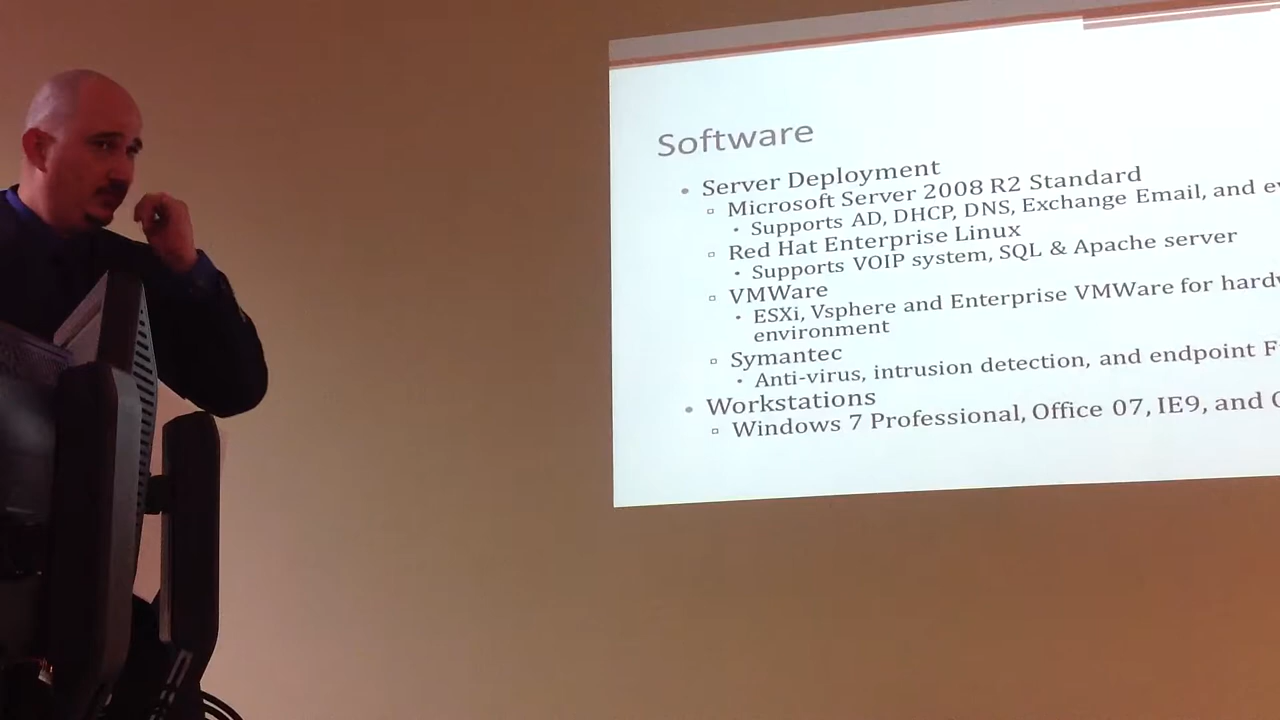 Software
• Server Deployment
▫ Microsoft Server 2008 R2 Standard
• Supports AD, DHCP, DNS, Exchange Email, and
▫ Red Hat Enterprise Linux
• Supports VOIP system, SQL & Apache server
▫ VMWare
• ESXi, Vsphere and Enterprise VMWare for
environment
▫ Symantec
• Anti-virus, intrusion detection, and endpoint
• Workstations
▫ Windows 7 Professional, Office 07, IE9, and